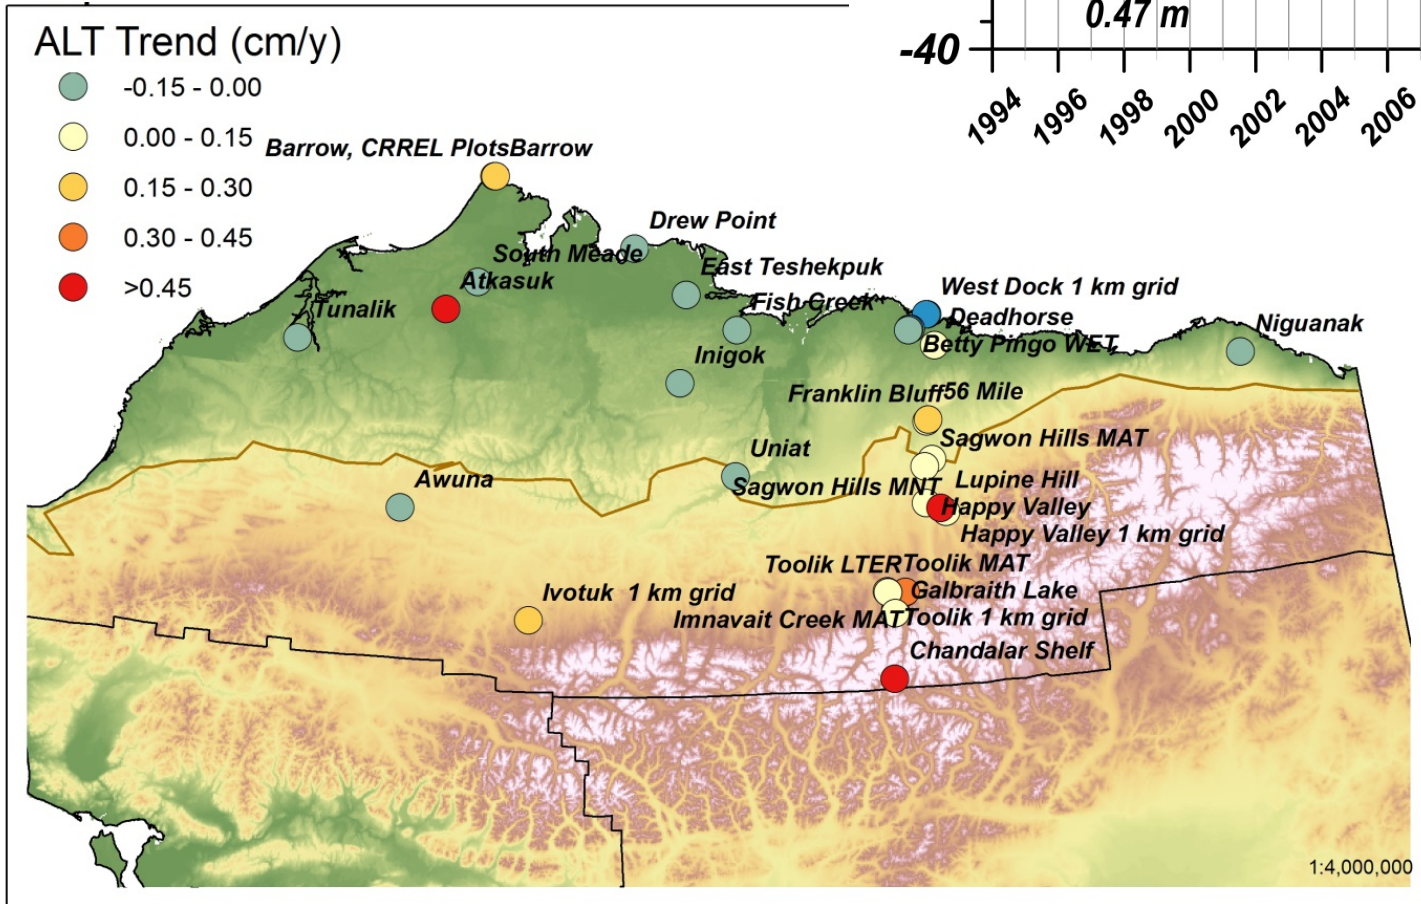 0.47 m
-40
1994 1996 1998 2000 2002 2004 2006
ALT Trend (cm/y)
-0.15 - 0.00
0.00 - 0.15
0.15 - 0.30
0.30 - 0.45
>0.45
Barrow, CRREL PlotsBarrow
Drew Point
South Meade
East Teshekpuk
Atkasuk
West Dock 1 km grid
Fish Creek
Tunalik
Deadhorse
Niguanak
Betty Pingo WET
Inigok
Franklin Bluff 56 Mile
Sagwon Hills MAT
Uniat
Awuna
Lupine Hill
Sagwon Hills MNT
Happy Valley
Happy Valley 1 km grid
Toolik LTER Toolik MAT
Ivotuk 1 km grid
Galbraith Lake
Imnavait Creek MAT Toolik 1 km grid
Chandalar Shelf
1:4,000,000